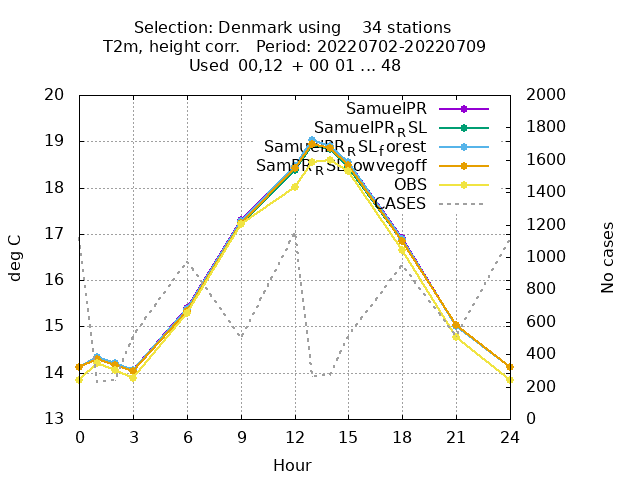 Selection: Denmark using    34 stations
T2m, height corr.   Period: 20220702-20220709
Used  00,12  + 00 01 ... 48
deg C
No cases
20
19
18
17
16
15
14
13
2000
1800
1600
1400
1200
1000
800
600
400
200
0
SamuelPR
SamuelPR_RSL
SamuelPR_RSL_forest
OBS
CASES
0 3 6 9 12 15 18 21 24
Hour